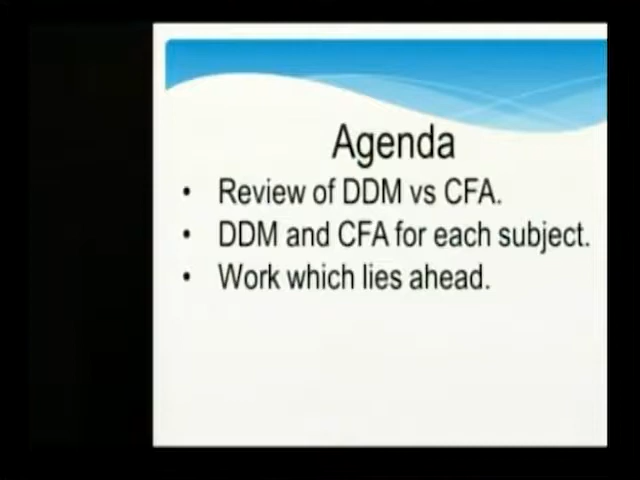 Agenda
• Review of DDM vs CFA.
• DDM and CFA for each subject.
• Work which lies ahead.